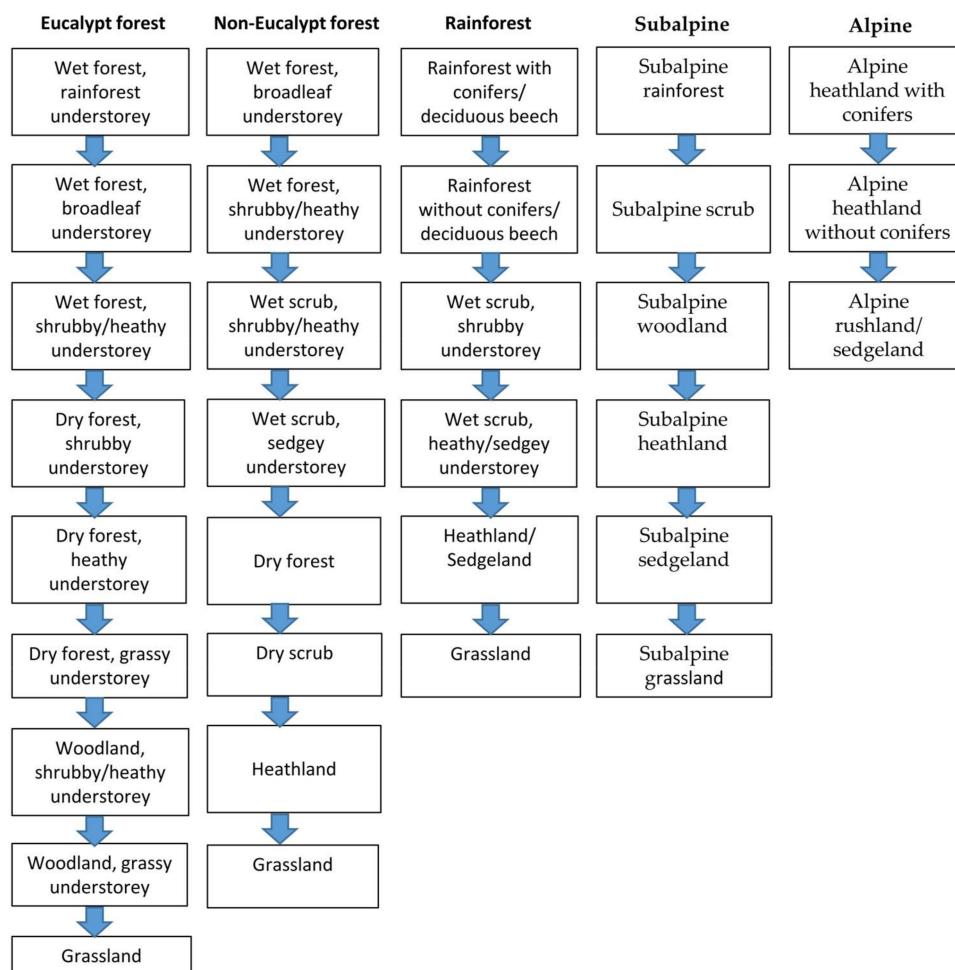 Eucalypt forest
Wet forest,
rainforest
understorey
Wet forest,
broadleaf
understorey
Wet forest,
shrubby/heathy
understorey
Dry forest,
shrubby
understorey
Dry forest,
heathy
understorey
Dry forest, grassy
understorey
Woodland,
shrubby/heathy
understorey
Woodland, grassy
understorey
Grassland
Non-Eucalypt forest
Wet forest,
broadleaf
understorey
Wet forest,
shrubby/heathy
understorey
Wet scrub,
shrubby/heathy
understorey
Wet scrub,
sedgey
understorey
Dry forest
Dry scrub
Heathland
Grassland
Rainforest
Rainforest with
conifers/
deciduous beech
Rainforest
without conifers/
deciduous beech
Wet scrub,
shrubby
understorey
Wet scrub,
heathy/sedgey
understorey
Heathland/
Sedgeland
Grassland
Subalpine
Subalpine
rainforest
Subalpine scrub
Subalpine
woodland
Subalpine
heathland
Subalpine
sedgeland
Subalpine
grassland
Alpine
Alpine
heathland with
conifers
Alpine
heathland
without conifers
Alpine
rushland/
sedgeland